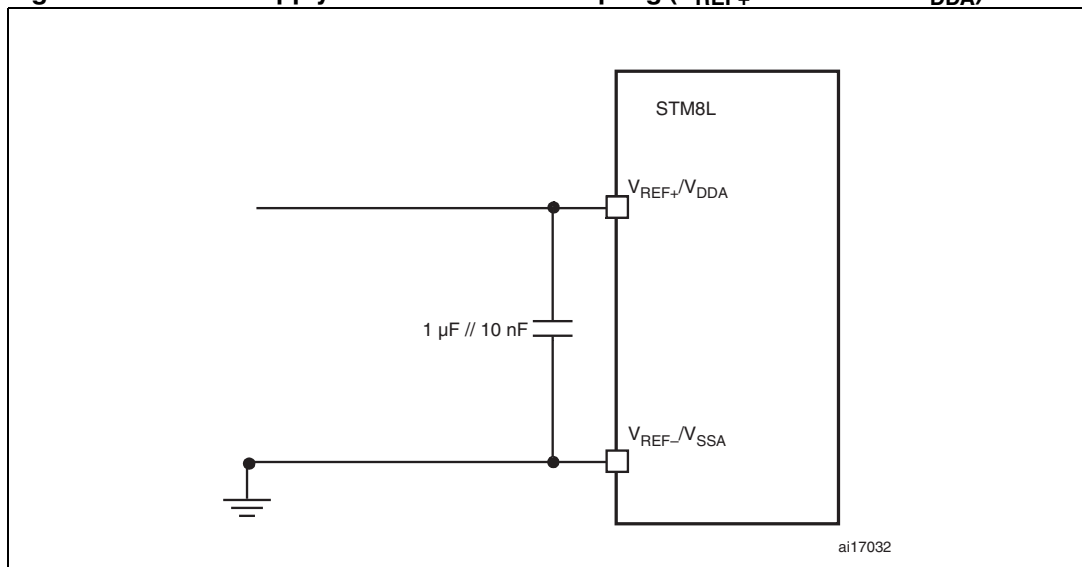 STM8L
VREF+/VDDA
1 µF // 10 nF
VREF–/VSSA
ai17032